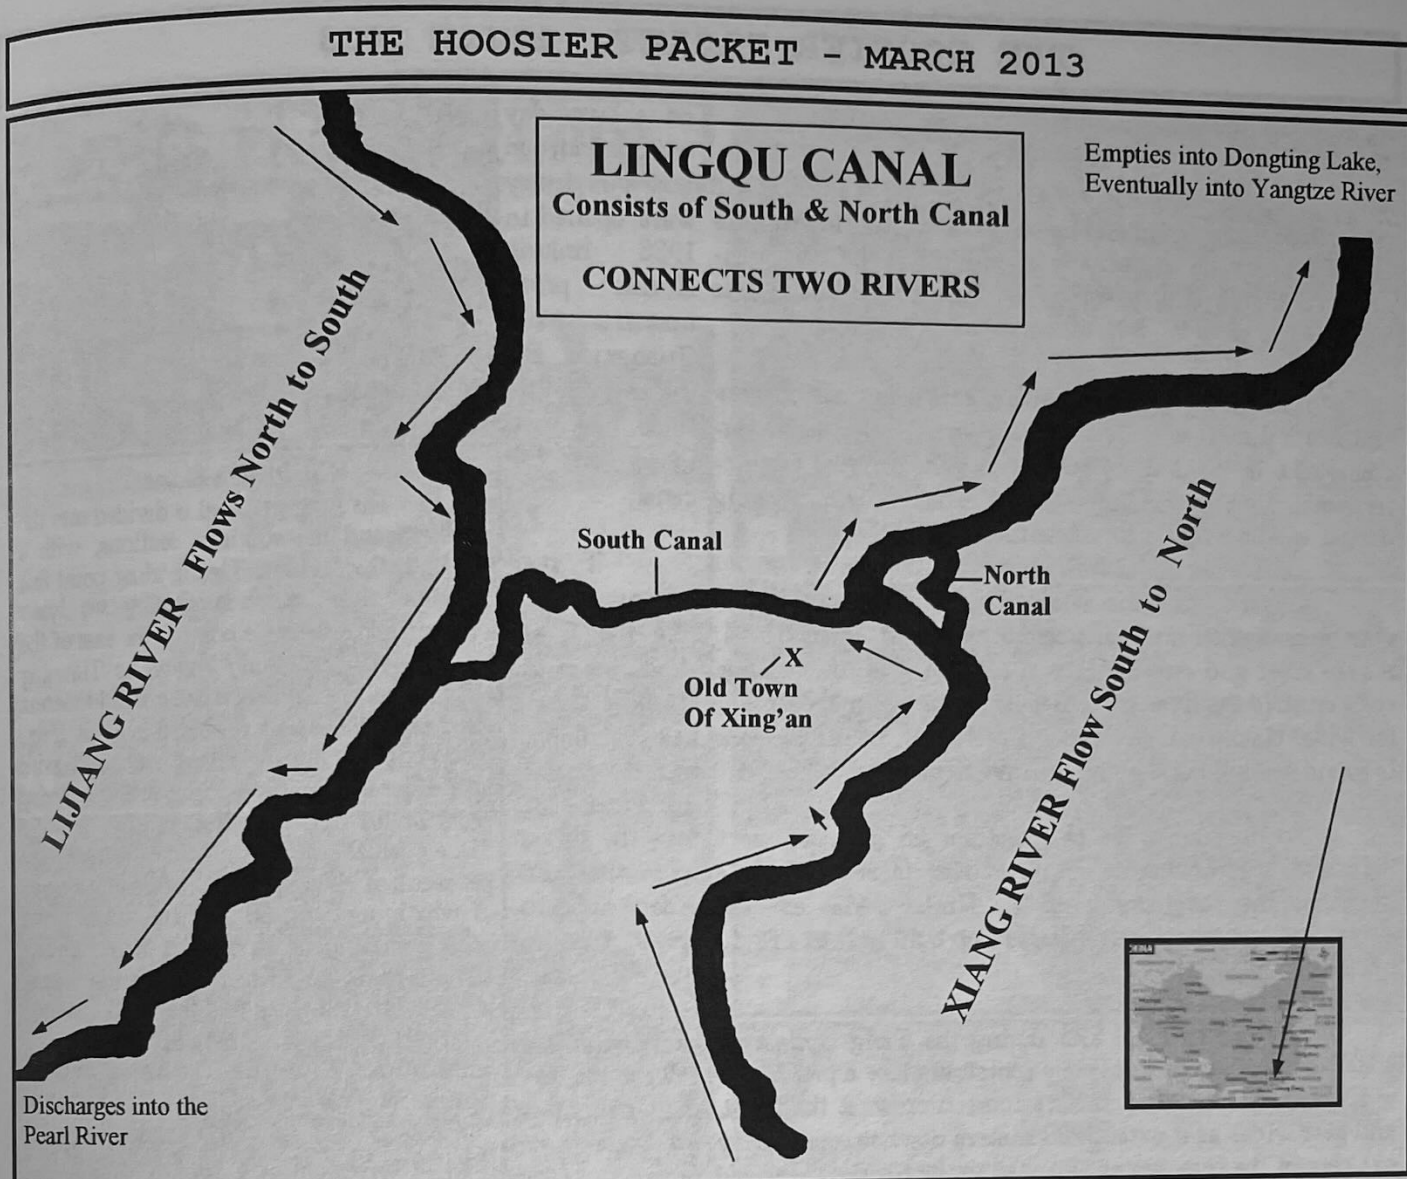 THE HOOSIER PACKET - MARCH 2013
LINGQU CANAL
Consists of South & North Canal
CONNECTS TWO RIVERS
Empties into Dongting Lake,
Eventually into Yangtze River
LIJIANG RIVER Flows North to South
South Canal
North
Canal
X
Old Town
Of Xing'an
XIANG RIVER Flow South to North
Discharges into the
Pearl River